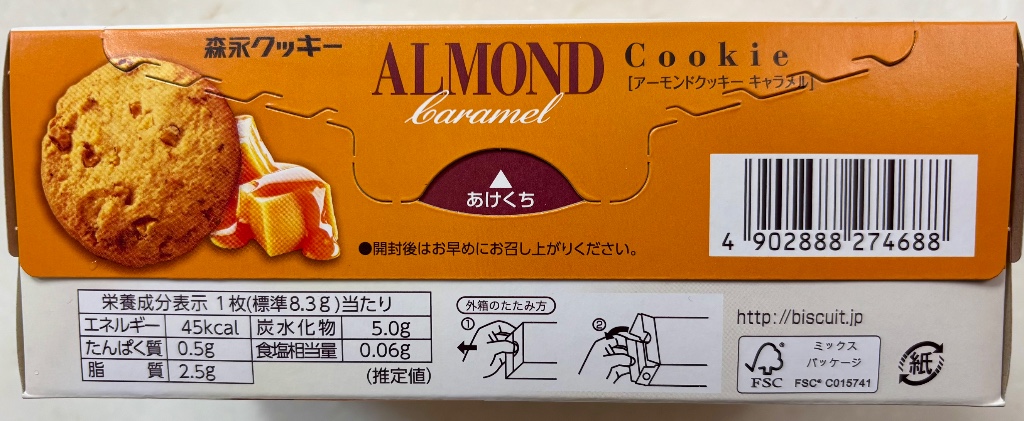 森永クッキー
ALMOND Cookie
Caramel
[アーモンドクッキー キャラメル]
あけくち
●開封後はお早めにお召し上がりください。
4 902888 274688
栄養成分表示 1枚(標準8.3g)当たり
エネルギー 45kcal 炭水化物 5.0g
たんぱく質 0.5g 食塩相当量 0.06g
脂質 2.5g
(推定値)
外箱のたたみ方
① ②
http://biscuit.jp
FSC
ミックス
パッケージ
FSC® C015741
紙